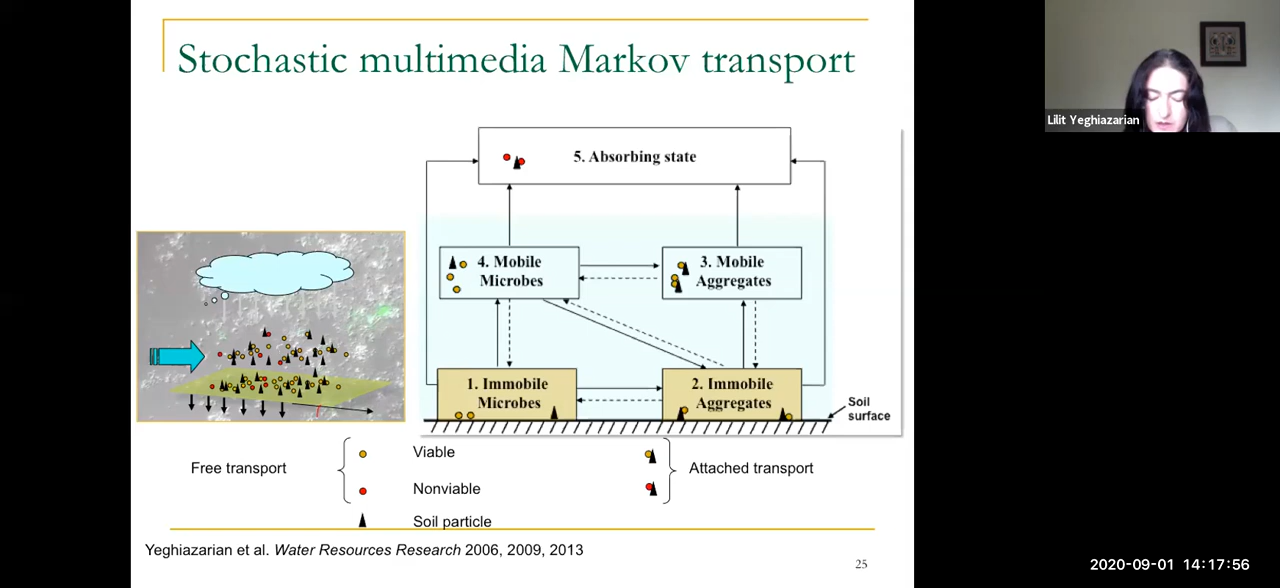 Stochastic multimedia Markov transport
Lilit Yeghiazarian
5. Absorbing state
4. Mobile
Microbes
3. Mobile
Aggregates
1. Immobile
Microbes
2. Immobile
Aggregates
Soil
surface
Free transport
Viable
Nonviable
Soil particle
Attached transport
Yeghiazarian et al. Water Resources Research 2006, 2009, 2013
25
2020-09-01 14:17:56